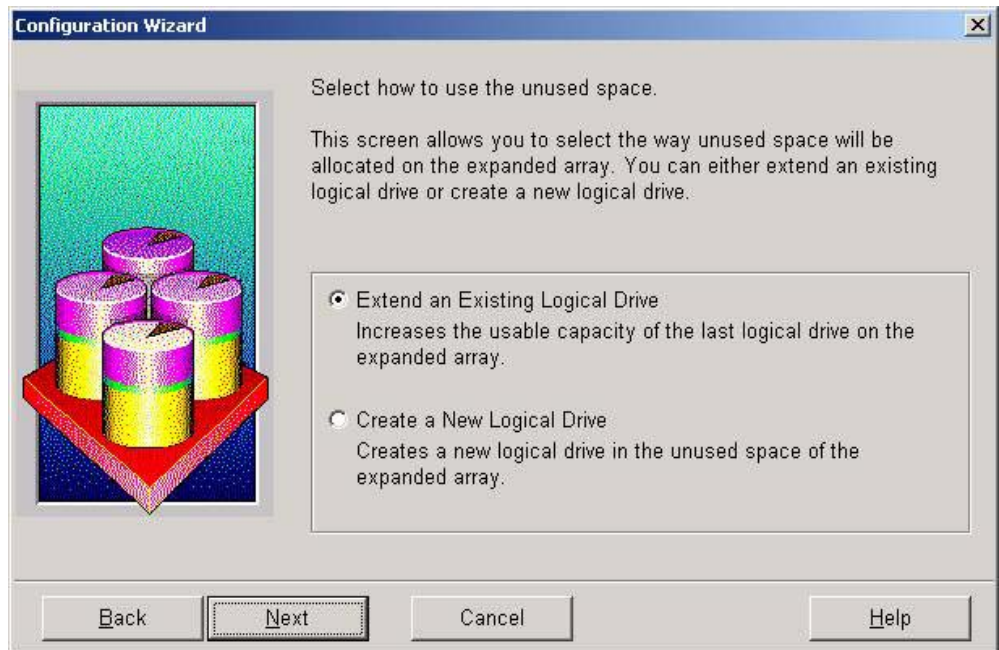 Configuration Wizard
Select how to use the unused space.
This screen allows you to select the way unused space will be
allocated on the expanded array. You can either extend an existing
logical drive or create a new logical drive.
Extend an Existing Logical Drive
Increases the usable capacity of the last logical drive on the
expanded array.
Create a New Logical Drive
Creates a new logical drive in the unused space of the
expanded array.
Back
Next
Cancel
Help